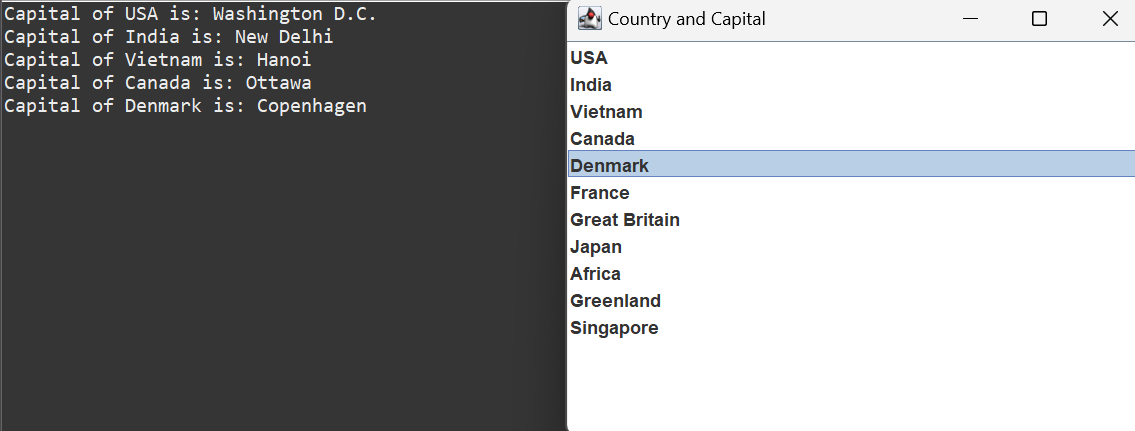 Capital of USA is: Washington D.C.
Capital of India is: New Delhi
Capital of Vietnam is: Hanoi
Capital of Canada is: Ottawa
Capital of Denmark is: Copenhagen
Country and Capital
USA
India
Vietnam
Canada
Denmark
France
Great Britain
Japan
Africa
Greenland
Singapore